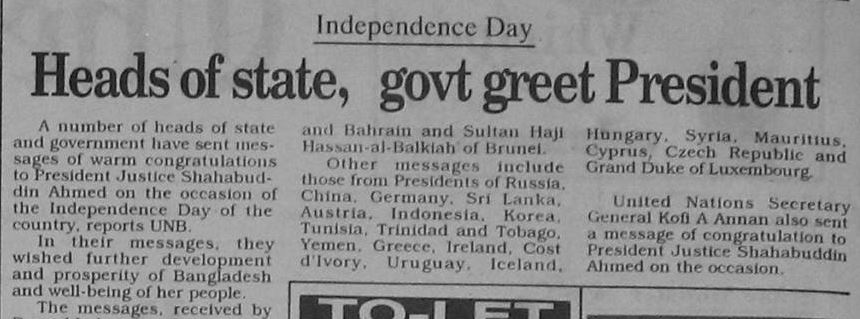 Independence Day
Heads of state, govt greet President
A number of heads of state
and government have sent mes-
sages of warm congratulations
to President Justice Shahabud-
din Ahmed on the occasion of
the Independence Day of the
country, reports UNB.
In their messages, they
wished further development
and prosperity of Bangladesh
and well-being of her people.
The messages, received by
and Bahrain and Sultan Haji
Hassan-al-Balkiah of Brunei.
Other messages include
those from Presidents of Russia,
China, Germany, Sri Lanka,
Austria, Indonesia, Korea,
Tunisia, Trinidad and Tobago,
Yemen, Greece, Ireland, Cost
d'Ivory, Uruguay, Iceland,
Hungary, Syria, Mauritius,
Cyprus, Czech Republic and
Grand Duke of Luxembourg.
United Nations Secretary
General Kofi A Annan also sent
a message of congratulation to
President Justice Shahabuddin
Ahmed on the occasion.
TO-LET